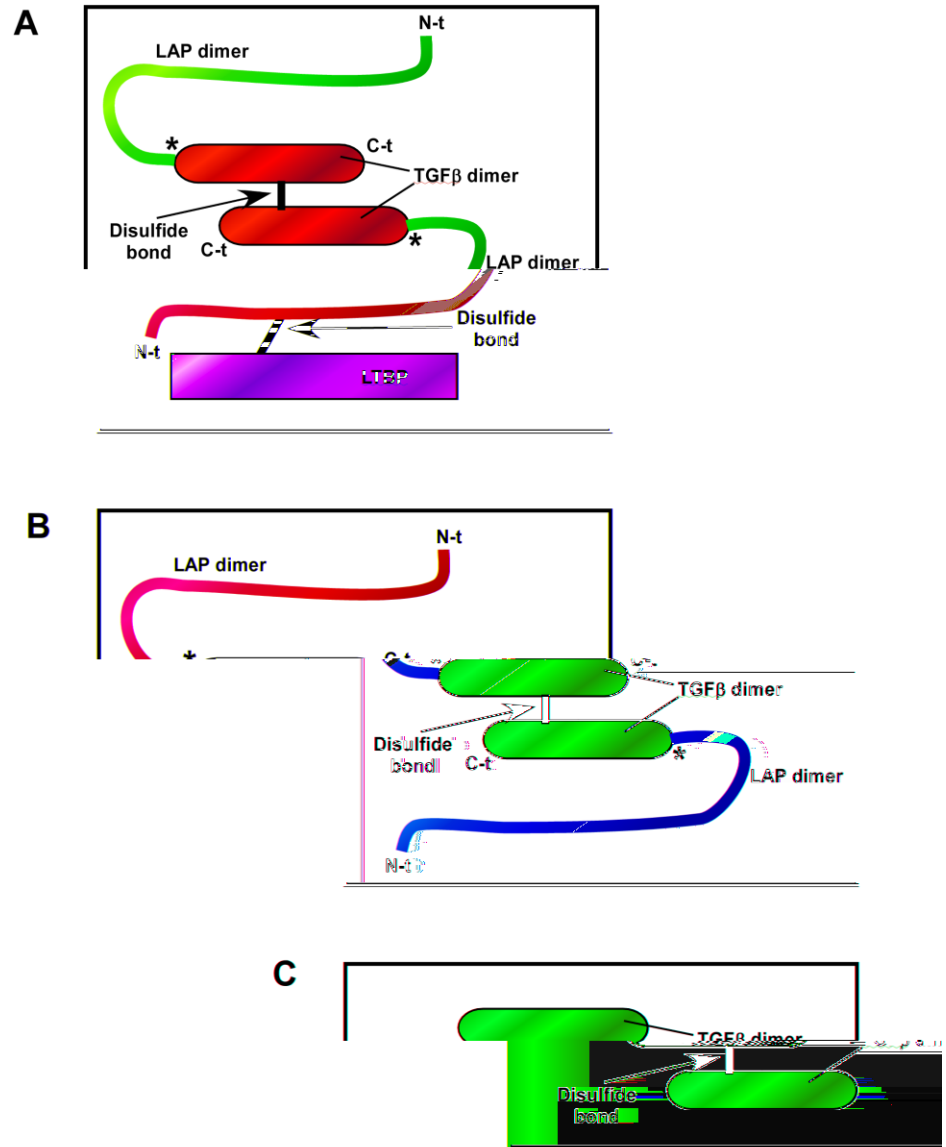 A
N-t
LAP dimer
*
C-t
TGFβ dimer
Disulfide
bond
C-t
*
LAP dimer
Disulfide
bond
N-t
LTBP
B
N-t
LAP dimer
*
TGFβ dimer
Disulfide
bond
C-t
*
LAP dimer
N-t
C
TGFβ dimer
Disulfide
bond